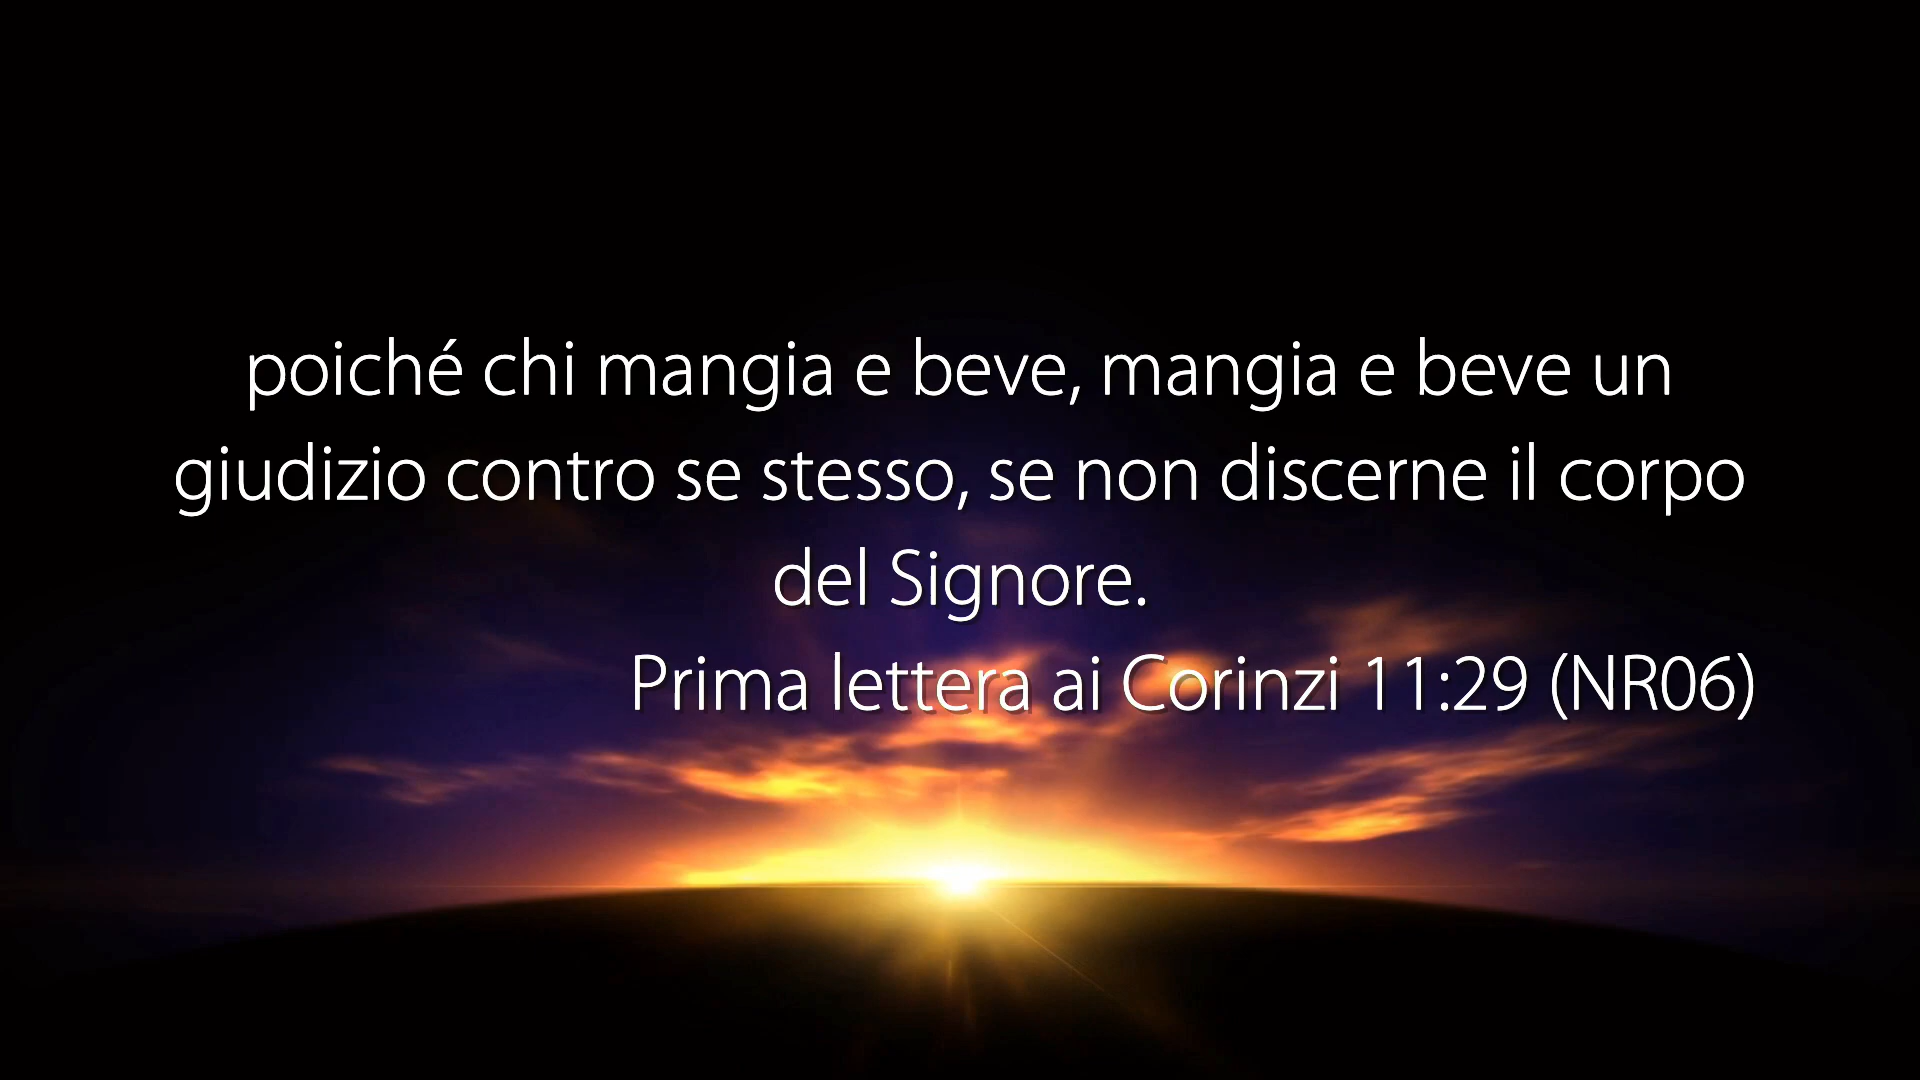 poiché chi mangia e beve, mangia e beve un
giudizio contro se stesso, se non discerne il corpo
del Signore.
Prima lettera ai Corinzi 11:29 (NR06)